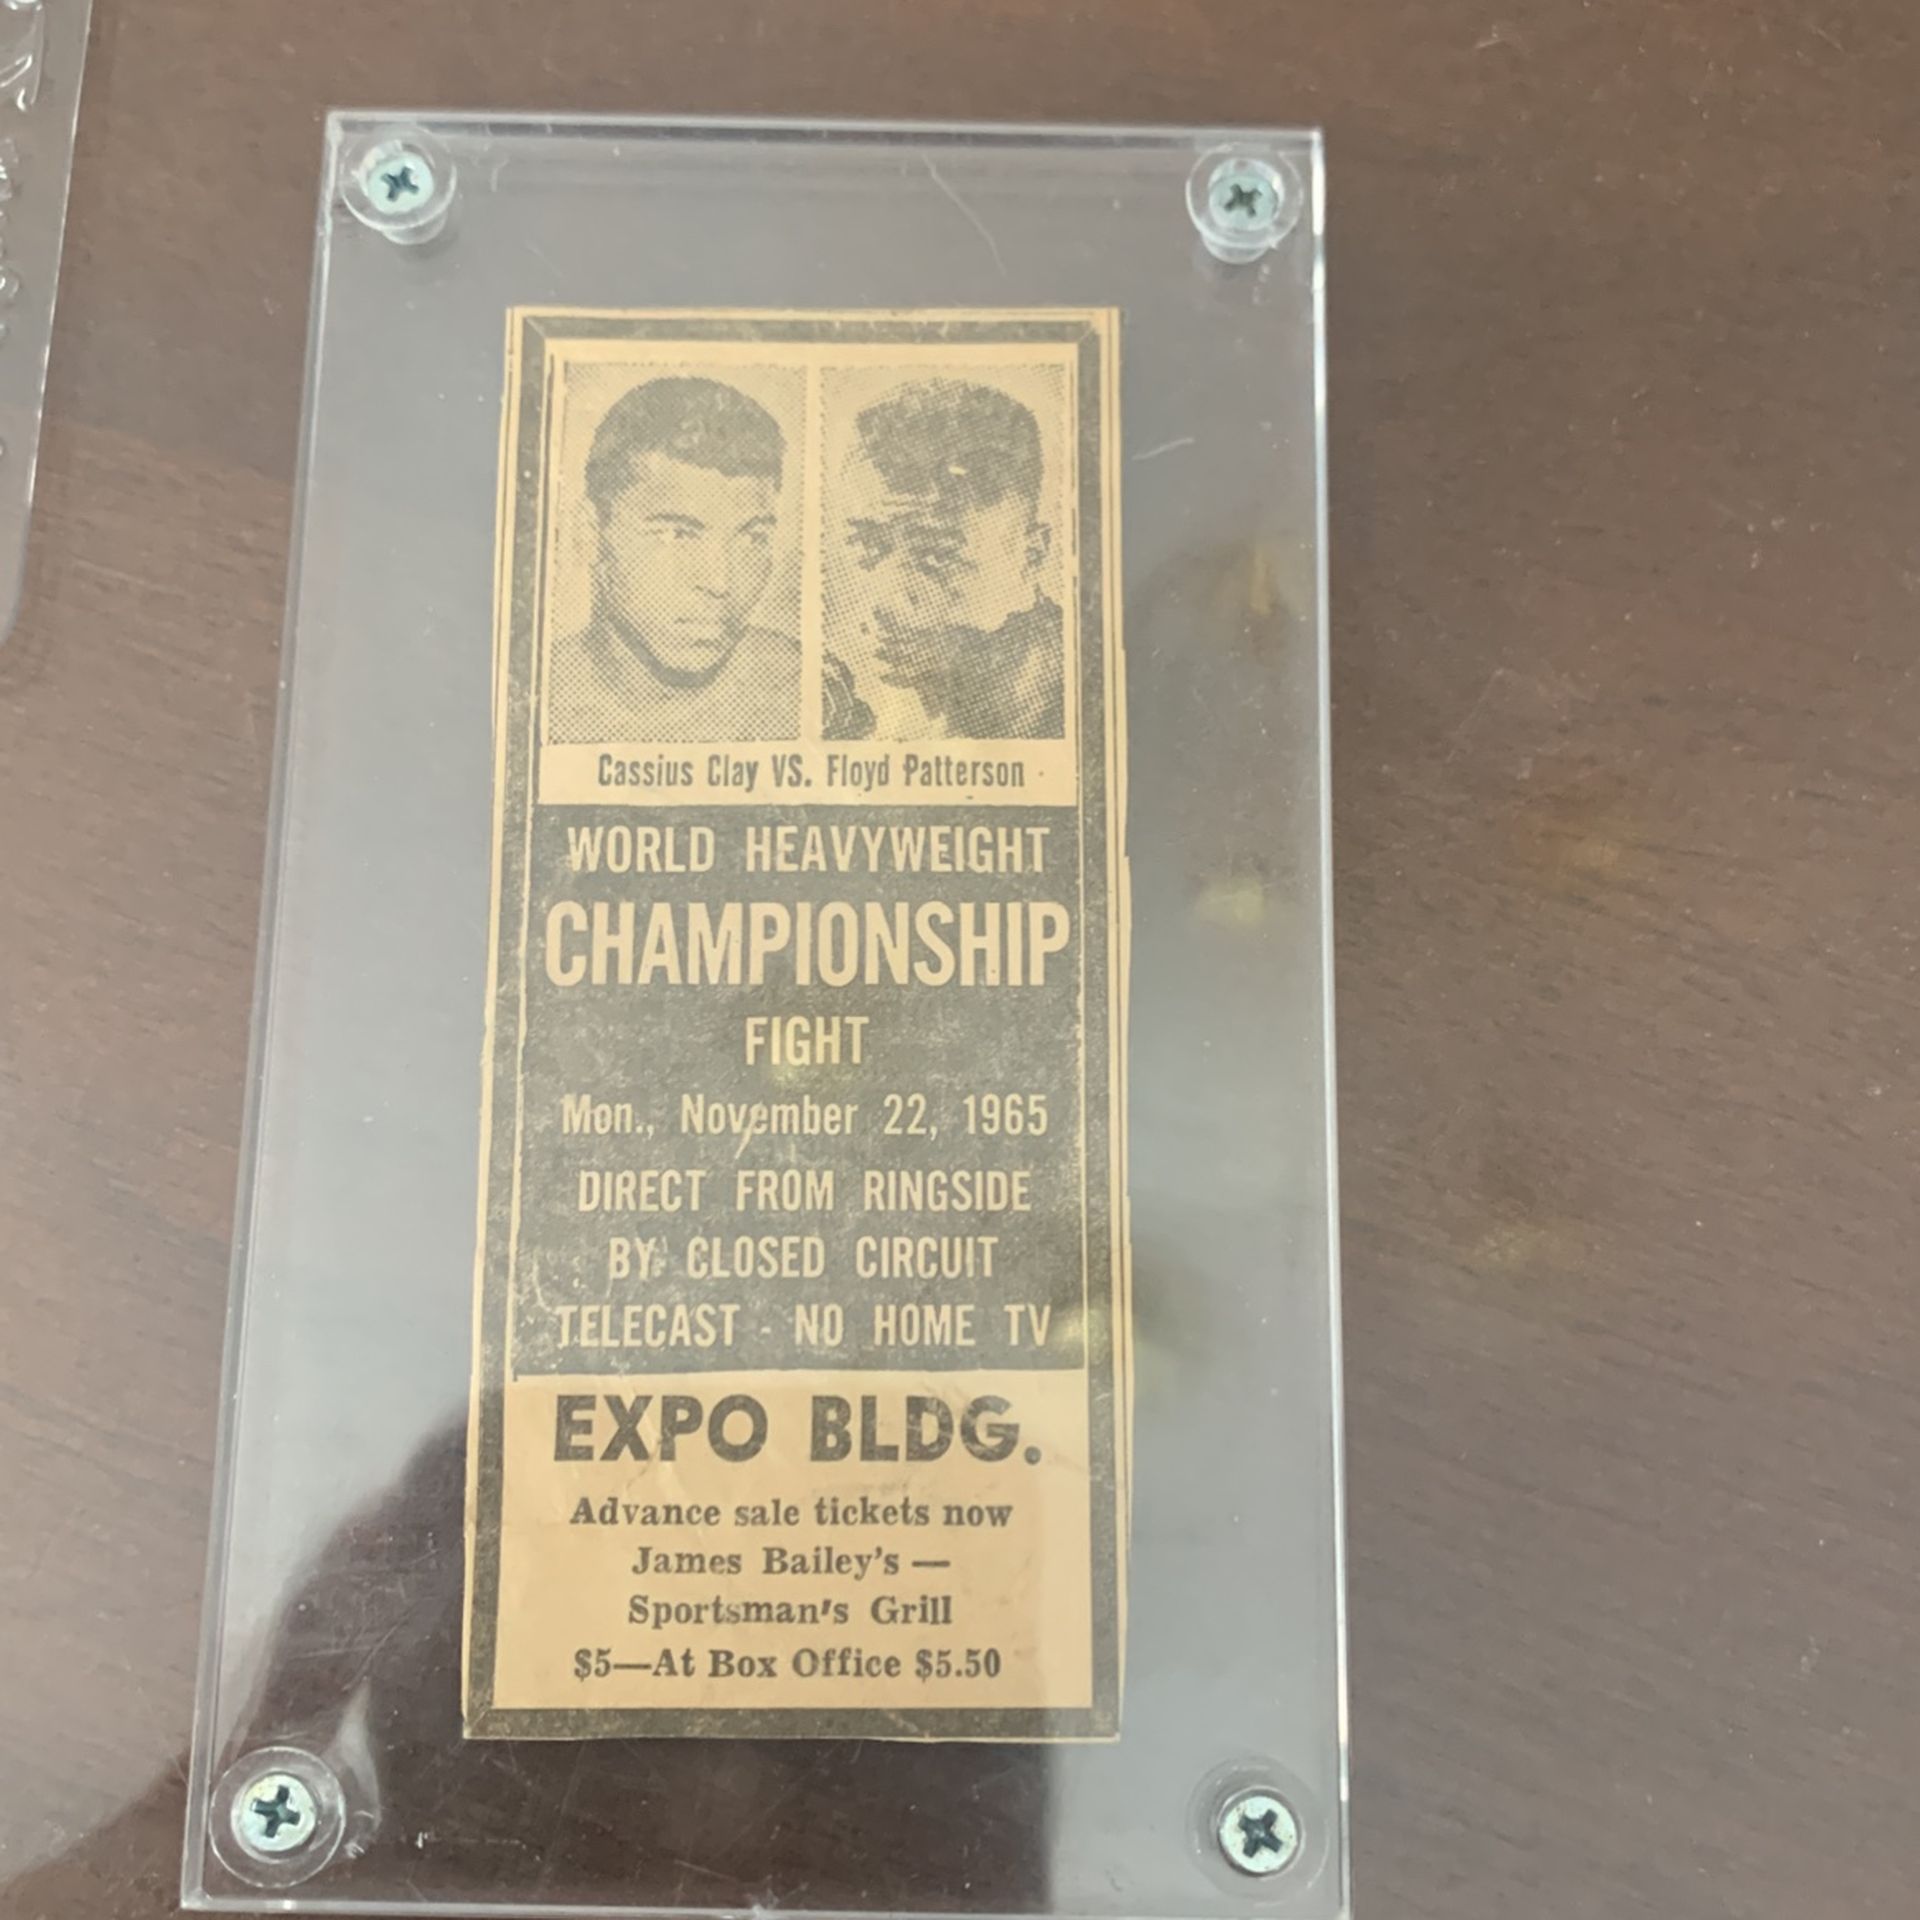 Cassius Clay VS. Floyd Patterson
WORLD HEAVYWEIGHT
CHAMPIONSHIP
FIGHT
Mon., November 22, 1965
DIRECT FROM RINGSIDE
BY CLOSED CIRCUIT
TELECAST - NO HOME TV
EXPO BLDG.
Advance sale tickets now
James Bailey's —
Sportsman's Grill
$5—At Box Office $5.50